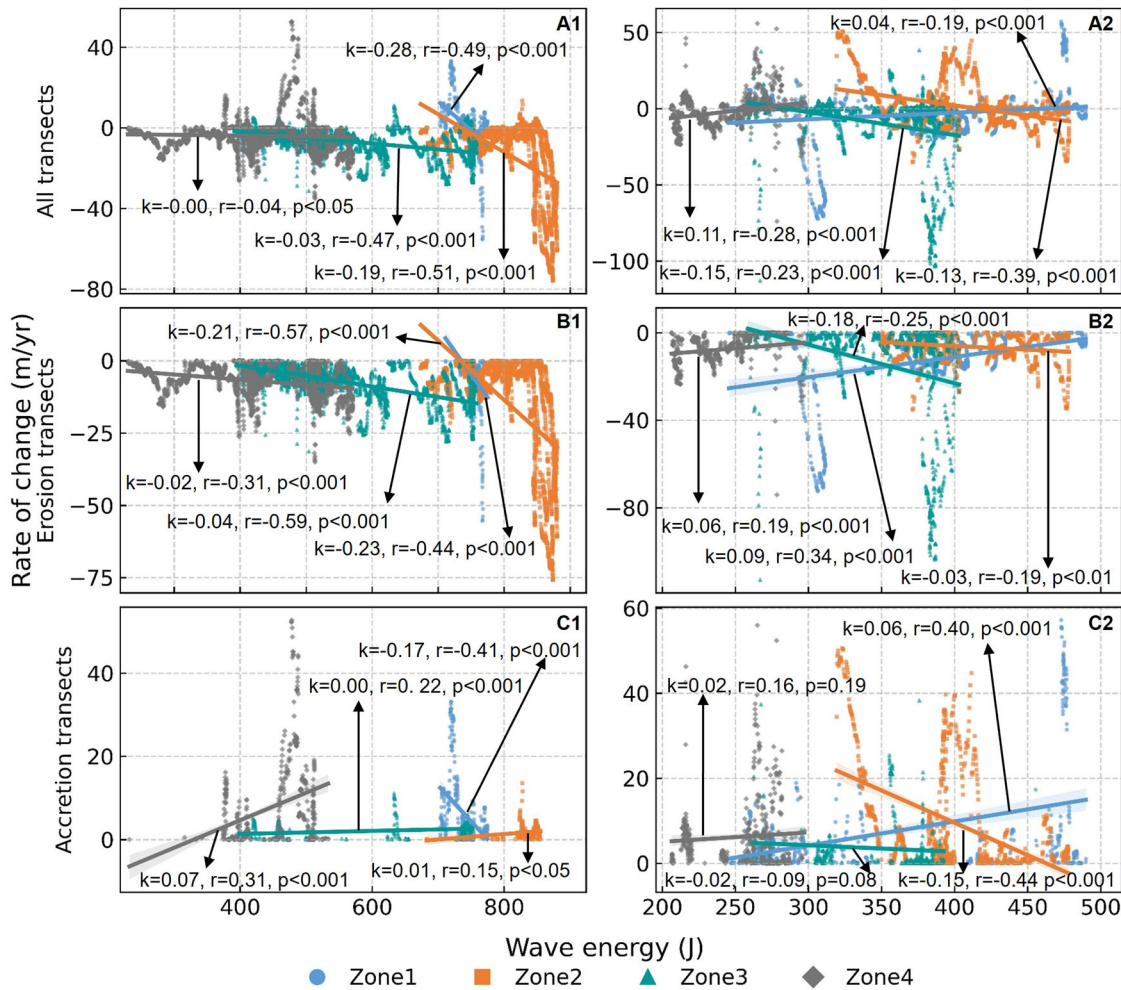 A1
k=-0.28, r=-0.49, p<0.001
k=-0.00, r=-0.04, p<0.05
k=-0.03, r=-0.47, p<0.001
k=-0.19, r=-0.51, p<0.001
40
0
−40
−80
All transects
A2
k=0.04, r=-0.19, p<0.001
k=0.11, r=-0.28, p<0.001
k=-0.15, r=-0.23, p<0.001
k=-0.13, r=-0.39, p<0.001
50
0
−50
−100
B1
k=-0.21, r=-0.57, p<0.001
k=-0.02, r=-0.31, p<0.001
k=-0.04, r=-0.59, p<0.001
k=-0.23, r=-0.44, p<0.001
0
−25
−50
−75
Rate of change (m/yr)
Erosion transects
B2
k=-0.18, r=-0.25, p<0.001
k=0.06, r=0.19, p<0.001
k=0.09, r=0.34, p<0.001
k=-0.03, r=-0.19, p<0.01
0
−40
−80
C1
k=-0.17, r=-0.41, p<0.001
k=0.00, r=0. 22, p<0.001
k=0.07, r=0.31, p<0.001
k=0.01, r=0.15, p<0.05
40
20
0
Accretion transects
400 600 800
C2
k=0.06, r=0.40, p<0.001
k=0.02, r=0.16, p=0.19
k=-0.02, r=-0.09, p=0.08
k=-0.15, r=-0.44 p<0.001
60
40
20
0
200 250 300 350 400 450 500
Wave energy (J)
Zone1 Zone2 Zone3 Zone4